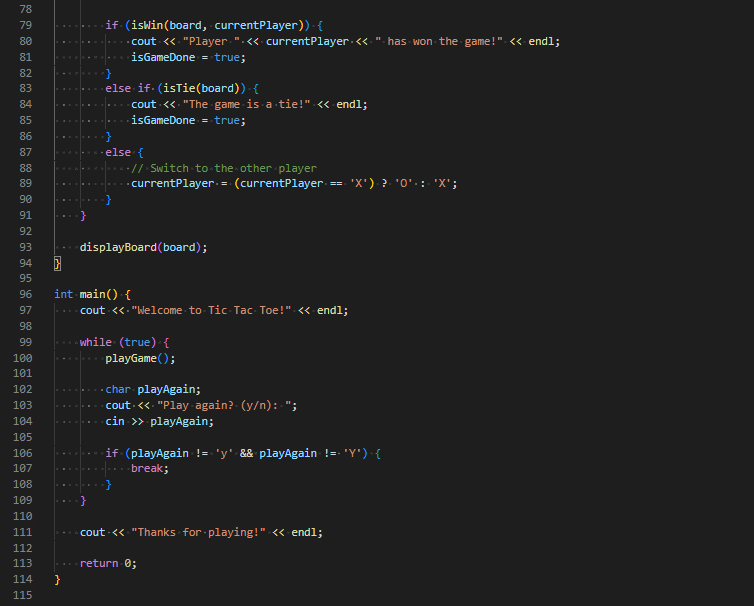 78
79         if (isWin(board, currentPlayer)) {
80             cout << "Player " << currentPlayer << " has won the game!" << endl;
81             isGameDone = true;
82         }
83         else if (isTie(board)) {
84             cout << "The game is a tie!" << endl;
85             isGameDone = true;
86         }
87         else {
88             // Switch to the other player
89             currentPlayer = (currentPlayer == 'X') ? 'O' : 'X';
90         }
91     }
92
93     displayBoard(board);
94 }
95
96 int main() {
97     cout << "Welcome to Tic Tac Toe!" << endl;
98
99     while (true) {
100         playGame();
101
102         char playAgain;
103         cout << "Play again? (y/n): ";
104         cin >> playAgain;
105
106         if (playAgain != 'y' && playAgain != 'Y') {
107             break;
108         }
109     }
110
111     cout << "Thanks for playing!" << endl;
112
113     return 0;
114 }
115